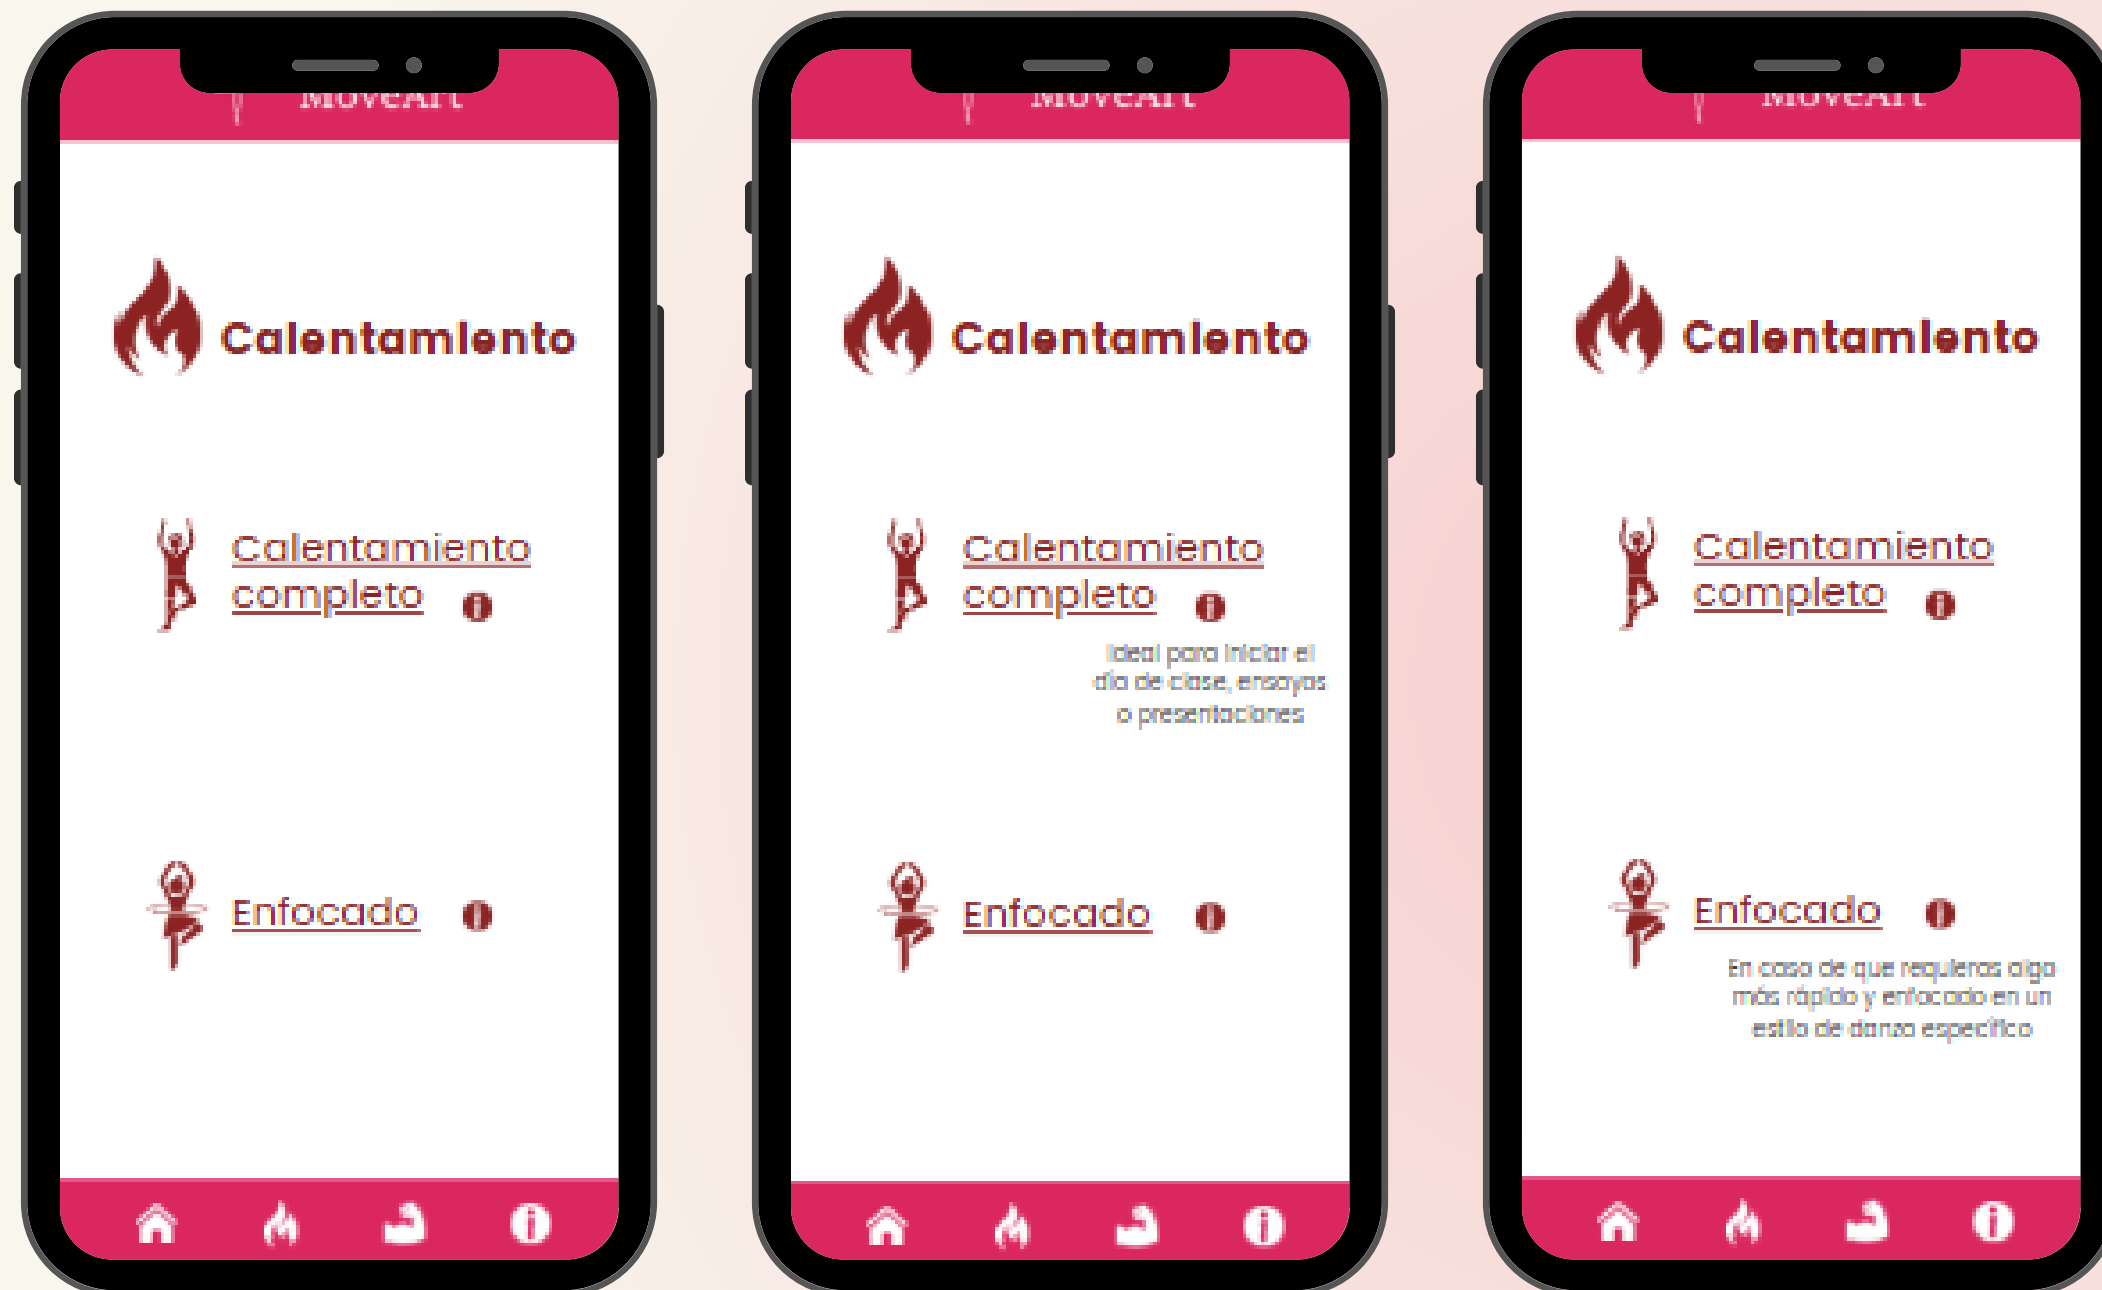 MoveArt
Calentamiento
Calentamiento
completo
Enfocado
MoveArt
Calentamiento
Calentamiento
completo
Ideal para iniciar el
día de clase, ensayos
o presentaciones
Enfocado
MoveArt
Calentamiento
Calentamiento
completo
Enfocado
En caso de que requieras algo
más rápido y enfocado en un
estilo de danza específico